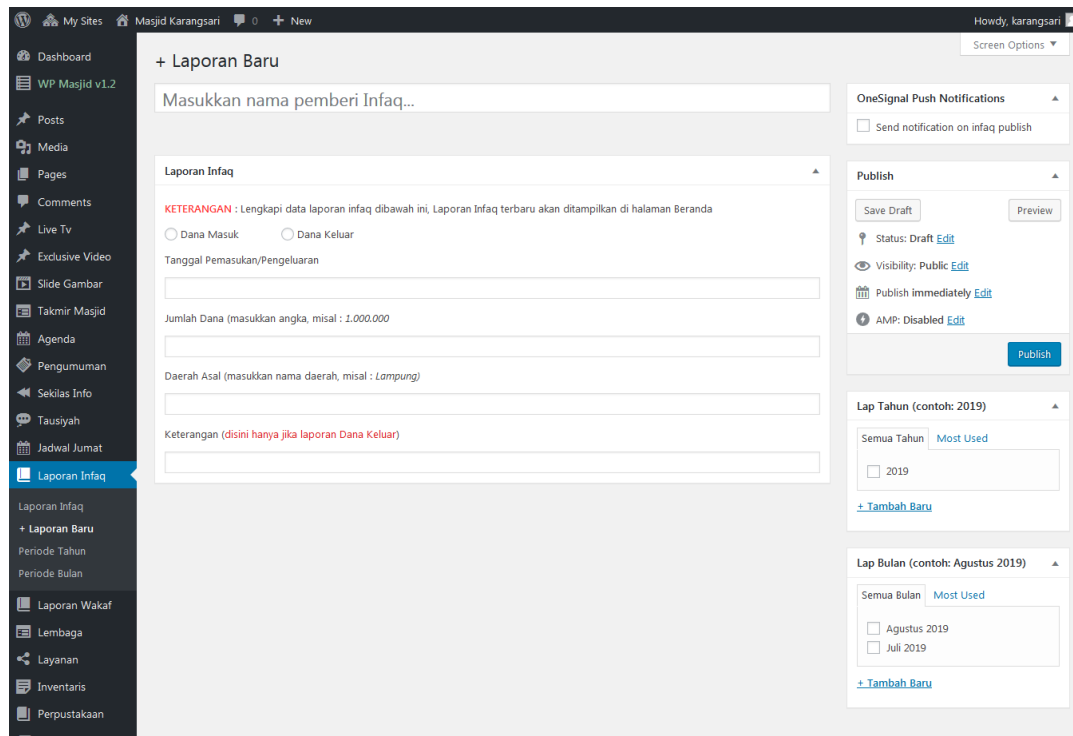 My Sites Masjid Karangsari 0 + New Howdy, karangsari
Screen Options ▼
Dashboard
WP Masjid v1.2
Posts
Media
Pages
Comments
Live Tv
Exclusive Video
Slide Gambar
Takmir Masjid
Agenda
Pengumuman
Sekilas Info
Tausiyah
Jadwal Jumat
Laporan Infaq
Laporan Infaq
+ Laporan Baru
Periode Tahun
Periode Bulan
Laporan Wakaf
Lembaga
Layanan
Inventaris
Perpustakaan
+ Laporan Baru
Masukkan nama pemberi Infaq...
Laporan Infaq
KETERANGAN : Lengkapi data laporan infaq dibawah ini, Laporan Infaq terbaru akan ditampilkan di halaman Beranda
Dana Masuk Dana Keluar
Tanggal Pemasukan/Pengeluaran
Jumlah Dana (masukkan angka, misal : 1.000.000
Daerah Asal (masukkan nama daerah, misal : Lampung)
Keterangan (disini hanya jika laporan Dana Keluar)
OneSignal Push Notifications
Send notification on infaq publish
Publish
Save Draft Preview
Status: Draft Edit
Visibility: Public Edit
Publish immediately Edit
AMP: Disabled Edit
Publish
Lap Tahun (contoh: 2019)
Semua Tahun Most Used
2019
+ Tambah Baru
Lap Bulan (contoh: Agustus 2019)
Semua Bulan Most Used
Agustus 2019
Juli 2019
+ Tambah Baru